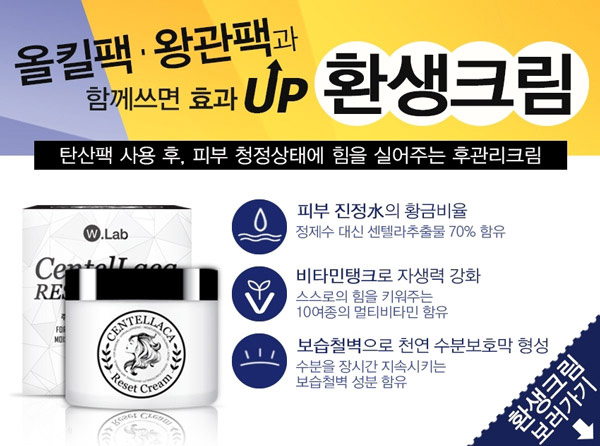 올킬팩·왕관팩과
함께쓰면 효과 UP
환생크림
탄산팩 사용 후, 피부 청정상태에 힘을 실어주는 후관리크림
W.Lab
CentelLaca
RES
FOR
MOIS
CENTELLACA
Reset Cream
피부 진정水의 황금비율
정제수 대신 센텔라추출물 70% 함유
비타민탱크로 자생력 강화
스스로의 힘을 키워주는
10여종의 멀티비타민 함유
보습철벽으로 천연 수분보호막 형성
수분을 장시간 지속시키는
보습철벽 성분 함유
환생크림
보러가기